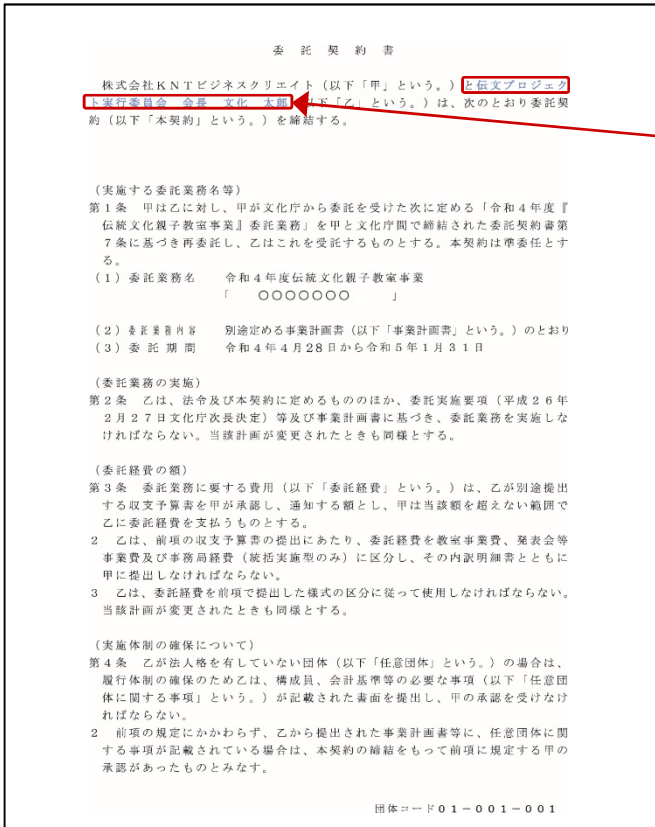 委託契約書
株式会社KNTビジネスクリエイト（以下「甲」という。）と伝文プロジェク
ト実行委員会　会長　文化　太郎（以下「乙」という。）は、次のとおり委託契
約（以下「本契約」という。）を締結する。
（実施する委託業務名等）
第１条　甲は乙に対し、甲が文化庁から委託を受けた次に定める「令和４年度『
伝統文化親子教室事業』委託業務」を甲と文化庁間で締結された委託契約書第
７条に基づき再委託し、乙はこれを受託するものとする。本契約は準委任とす
る。
（１）委託業務名　令和４年度伝統文化親子教室事業
「　〇〇〇〇〇〇〇　」
（２）委託業務内容　別途定める事業計画書（以下「事業計画書」という。）のとおり
（３）委託期間　令和４年４月28日から令和５年１月３１日
（委託業務の実施）
第２条　乙は、法令及び本契約に定めるもののほか、委託実施要項（平成２６年
２月２７日文化庁次長決定）等及び事業計画書に基づき、委託業務を実施しな
ければならない。当該計画が変更されたときも同様とする。
（委託経費の額）
第３条　委託業務に要する費用（以下「委託経費」という。）は、乙が別途提出
する収支予算書を甲が承認し、通知する額とし、甲は当該額を超えない範囲で
乙に委託経費を支払うものとする。
２　乙は、前項の収支予算書の提出にあたり、委託経費を教室事業費、発表会等
事業費及び事務局経費（統括実施型のみ）に区分し、その内訳明細書とともに
甲に提出しなければならない。
３　乙は、委託経費を前項で提出した様式の区分に従って使用しなければならない。
当該計画が変更されたときも同様とする。
（実施体制の確保について）
第４条　乙が法人格を有していない団体（以下「任意団体」という。）の場合は、
履行体制の確保のため乙は、構成員、会計基準等の必要な事項（以下「任意団
体に関する事項」という。）が記載された書面を提出し、甲の承認を受けなけ
ればならない。
２　前項の規定にかかわらず、乙から提出された事業計画書等に、任意団体に関
する事項が記載されている場合は、本契約の締結をもって前項に規定する甲の
承認があったものとみなす。
団体コード０１－００１－００１